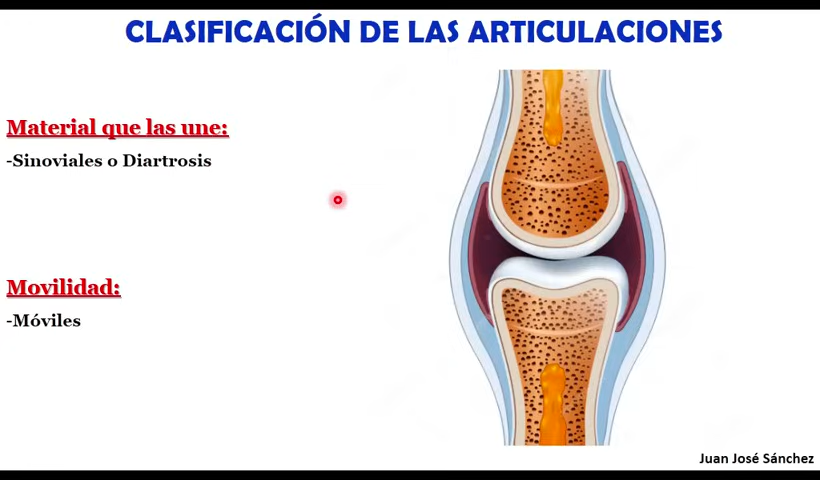 CLASIFICACIÓN DE LAS ARTICULACIONES
Material que las une:
-Sinoviales o Diartrosis
Movilidad:
-Móviles
Juan José Sánchez